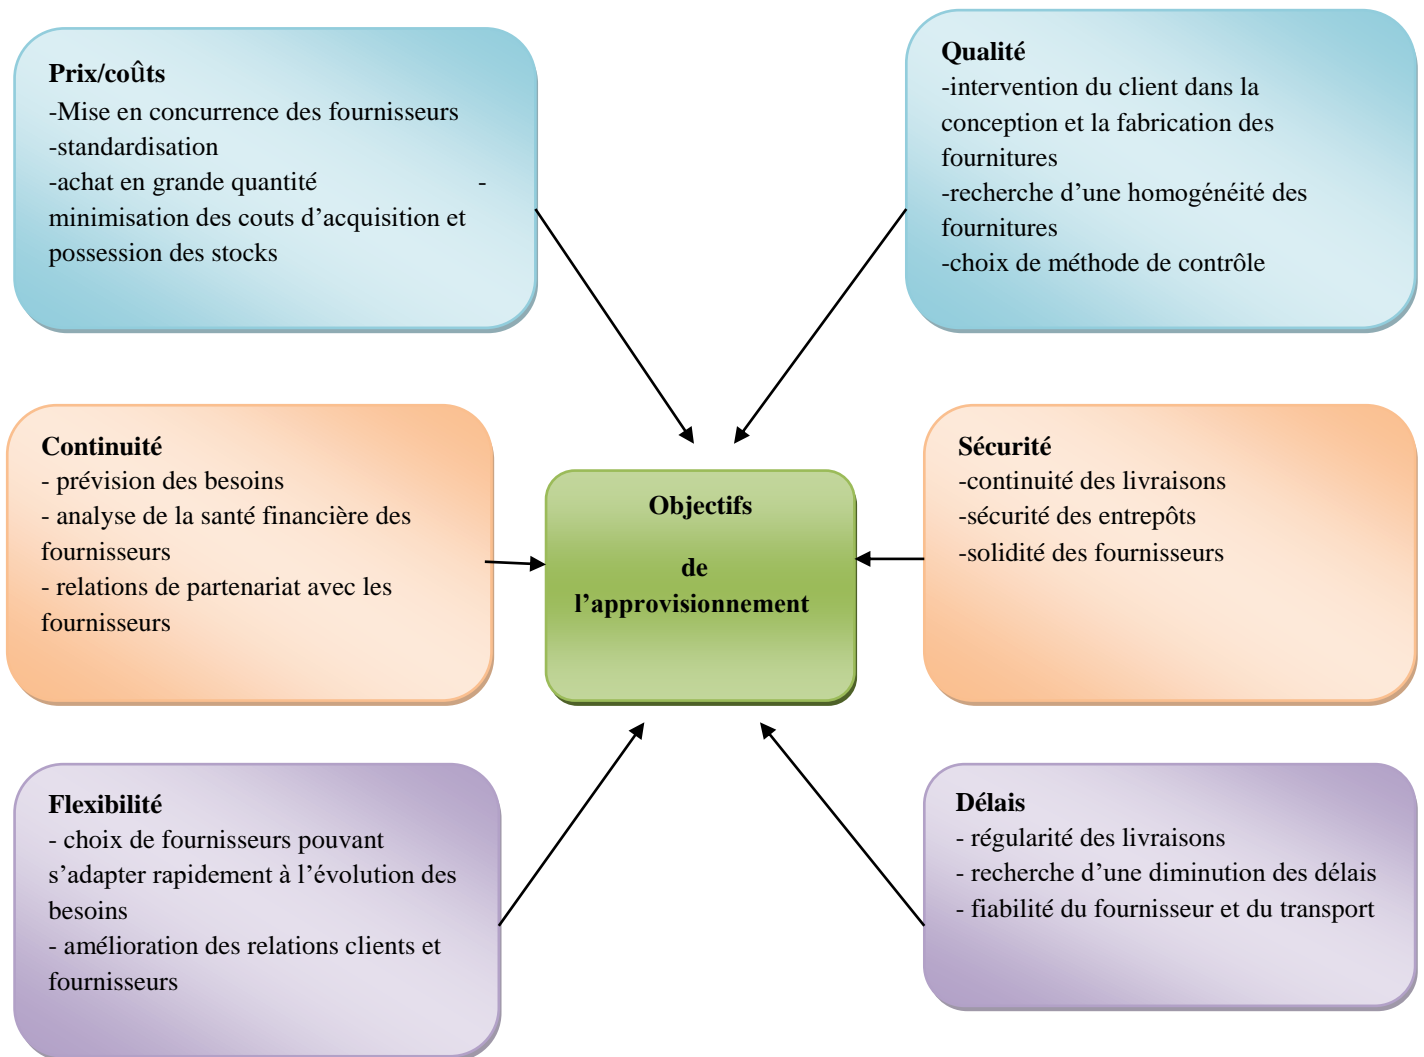 Prix/coûts
-Mise en concurrence des fournisseurs
-standardisation
-achat en grande quantité -
minimisation des couts d’acquisition et
possession des stocks
Qualité
-intervention du client dans la
conception et la fabrication des
fournitures
-recherche d’une homogénéité des
fournitures
-choix de méthode de contrôle
Continuité
- prévision des besoins
- analyse de la santé financière des
fournisseurs
- relations de partenariat avec les
fournisseurs
Objectifs
de
l’approvisionnement
Sécurité
-continuité des livraisons
-sécurité des entrepôts
-solidité des fournisseurs
Flexibilité
- choix de fournisseurs pouvant
s’adapter rapidement à l’évolution des
besoins
- amélioration des relations clients et
fournisseurs
Délais
- régularité des livraisons
- recherche d’une diminution des délais
- fiabilité du fournisseur et du transport